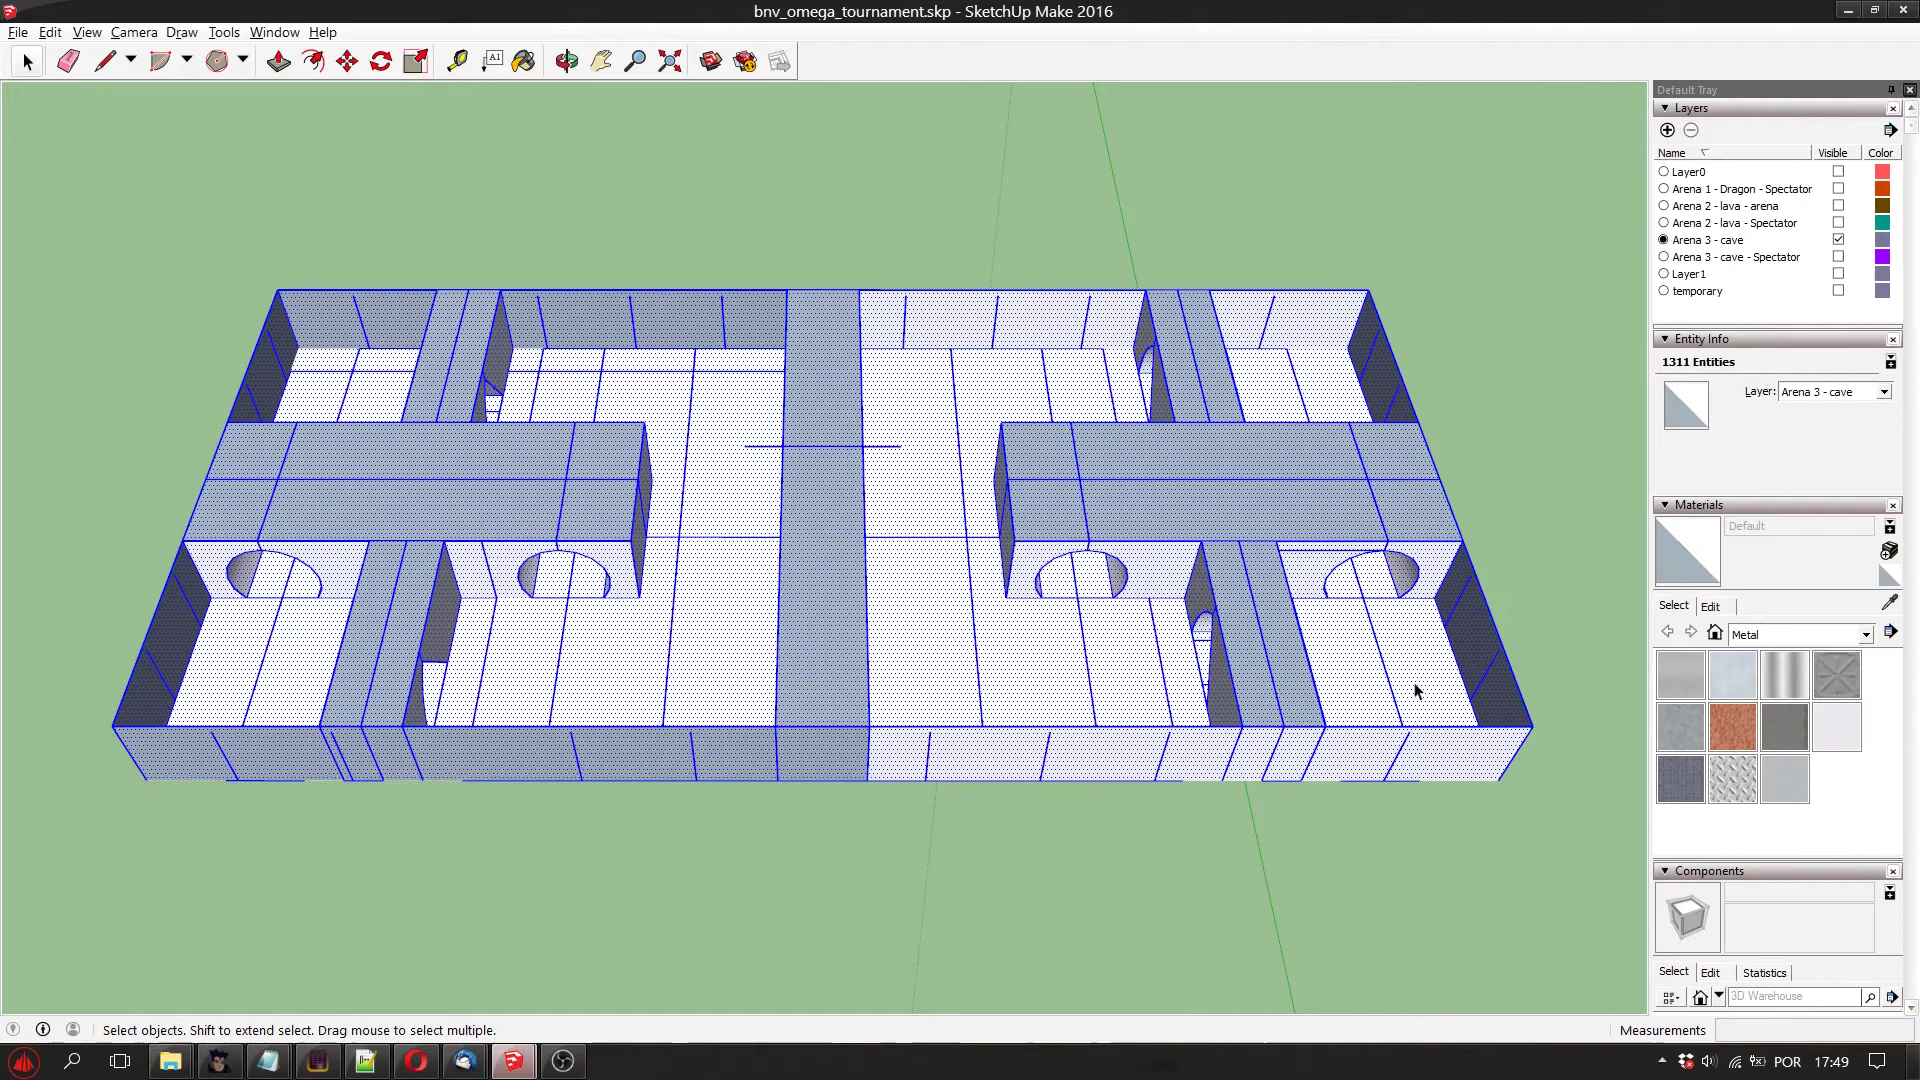 bnv_omega_tournament.skp - SketchUp Make 2016
File Edit View Camera Draw Tools Window Help
A1
Default Tray
Layers
Name Visible Color
Layer0
Arena 1 - Dragon - Spectator
Arena 2 - lava - arena
Arena 2 - lava - Spectator
Arena 3 - cave
Arena 3 - cave - Spectator
Layer1
temporary
Entity Info
1311 Entities
Layer: Arena 3 - cave
Materials
Default
Select Edit
Metal
Components
Select Edit Statistics
3D Warehouse
Select objects. Shift to extend select. Drag mouse to select multiple.
Measurements
POR 17:49